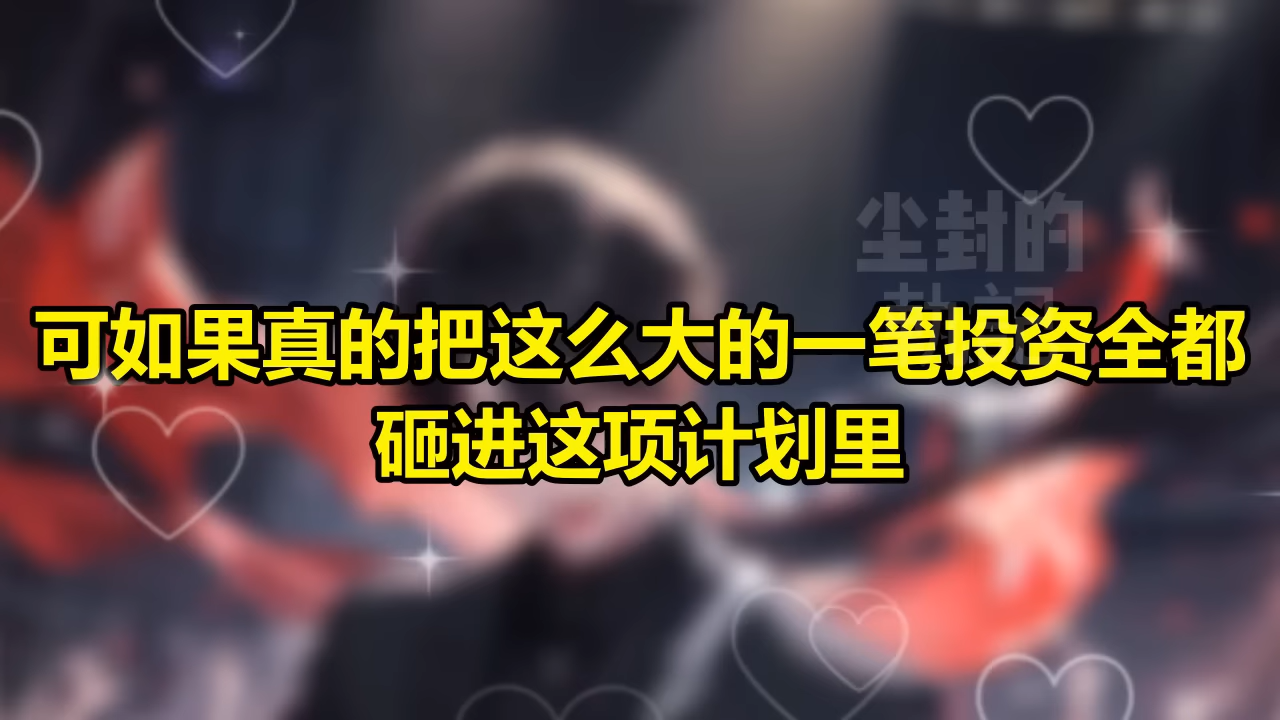 尘封的
可如果真的把这么大的一笔投资全都
砸进这项计划里